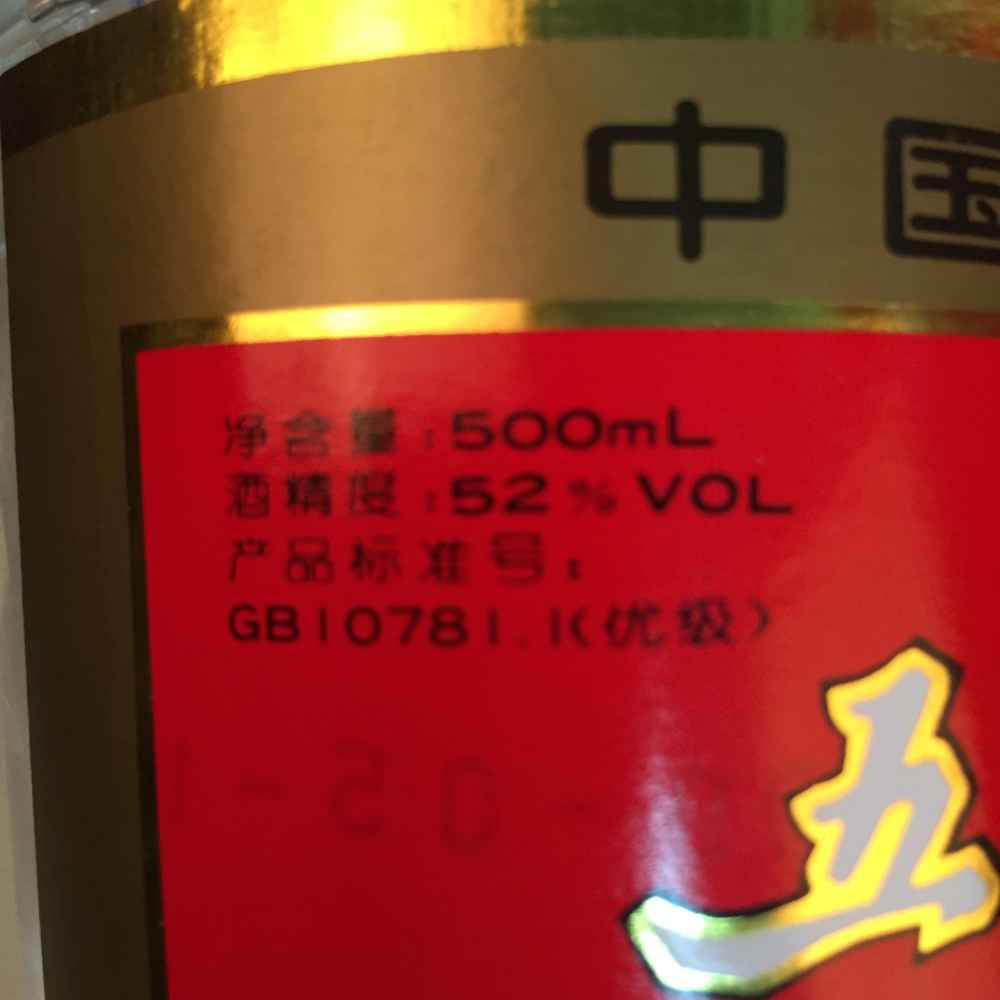 中国
净含量:500mL
酒精度:52%VOL
产品标准号:
GB10781.1(优级)
五